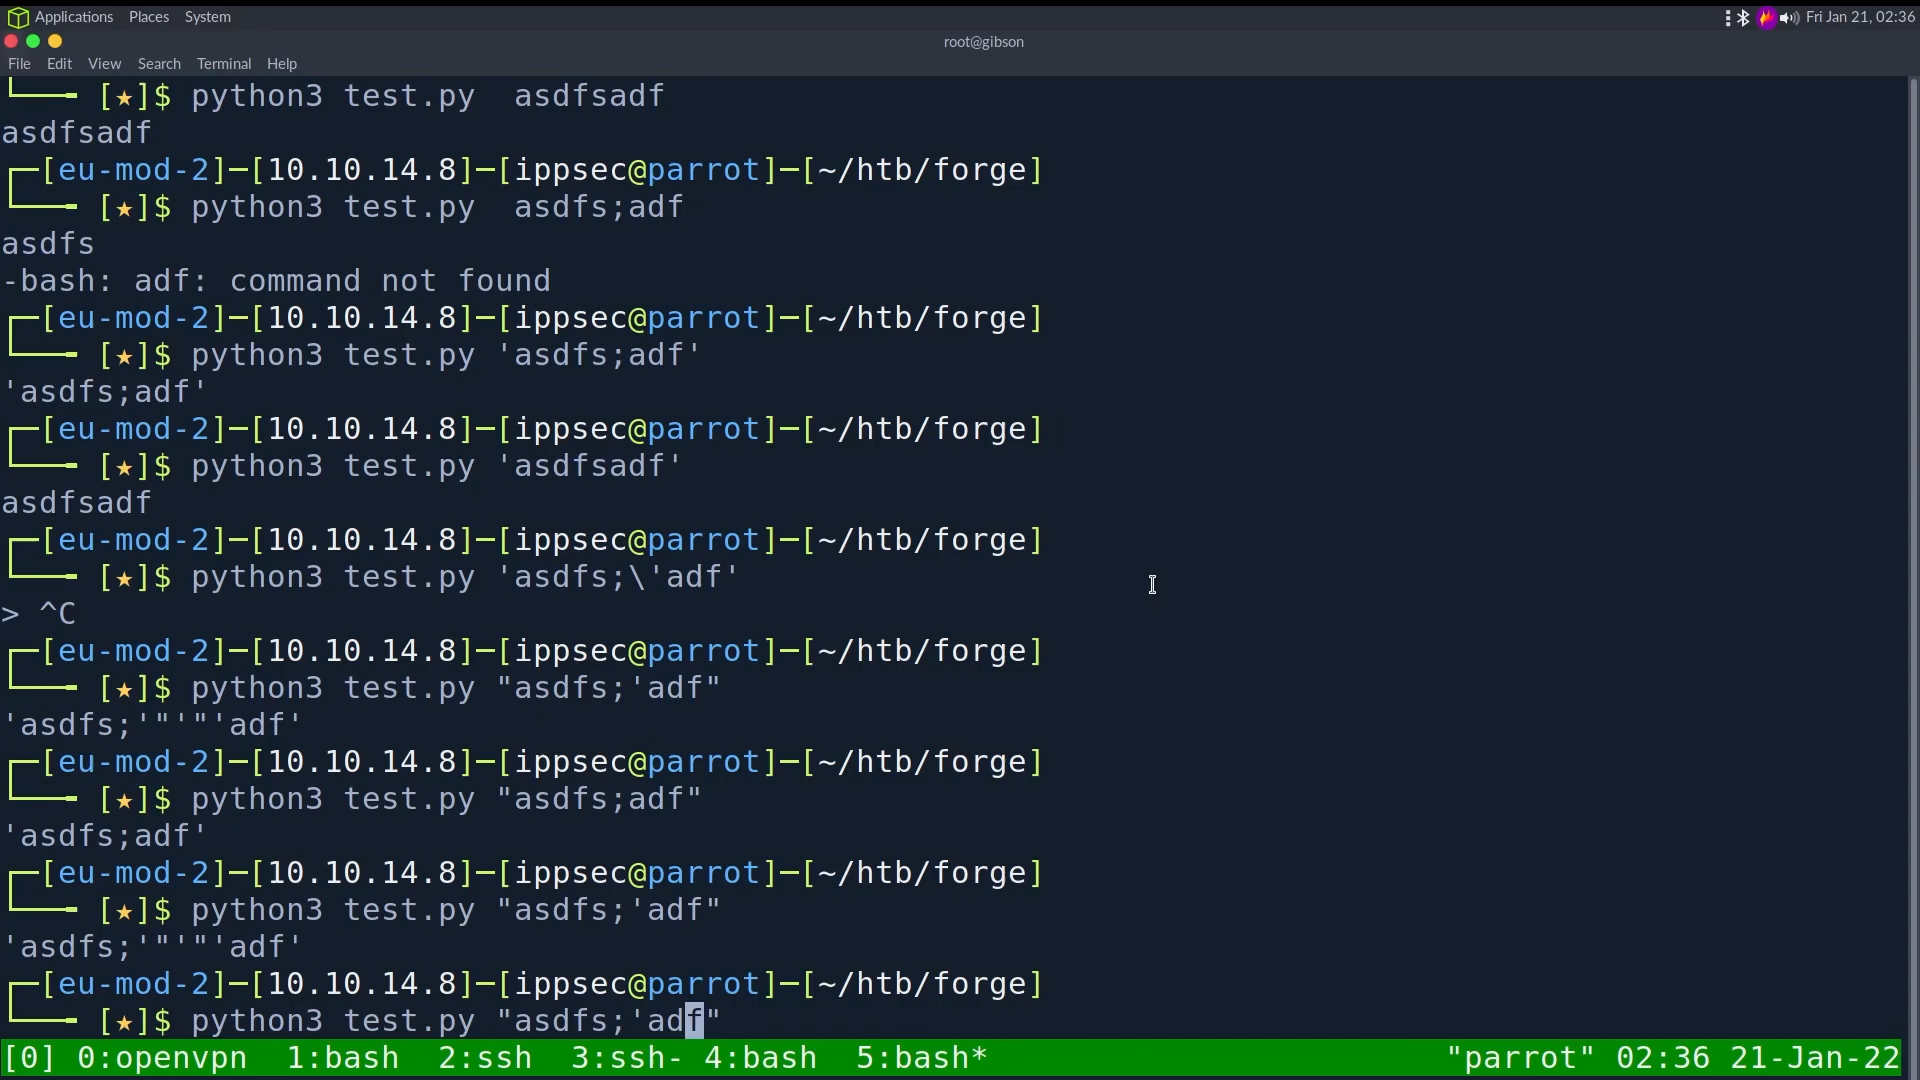 Applications Places System Fri Jan 21, 02:36
root@gibson
File Edit View Search Terminal Help
└──╼ [★]$ python3 test.py  asdfsadf
asdfsadf
┌─[eu-mod-2]─[10.10.14.8]─[ippsec@parrot]─[~/htb/forge]
└──╼ [★]$ python3 test.py  asdfs;adf
asdfs
-bash: adf: command not found
┌─[eu-mod-2]─[10.10.14.8]─[ippsec@parrot]─[~/htb/forge]
└──╼ [★]$ python3 test.py 'asdfs;adf'
'asdfs;adf'
┌─[eu-mod-2]─[10.10.14.8]─[ippsec@parrot]─[~/htb/forge]
└──╼ [★]$ python3 test.py 'asdfsadf'
asdfsadf
┌─[eu-mod-2]─[10.10.14.8]─[ippsec@parrot]─[~/htb/forge]
└──╼ [★]$ python3 test.py 'asdfs;\'adf'
> ^C
┌─[eu-mod-2]─[10.10.14.8]─[ippsec@parrot]─[~/htb/forge]
└──╼ [★]$ python3 test.py "asdfs;'adf"
'asdfs;'"'"'adf'
┌─[eu-mod-2]─[10.10.14.8]─[ippsec@parrot]─[~/htb/forge]
└──╼ [★]$ python3 test.py "asdfs;adf"
'asdfs;adf'
┌─[eu-mod-2]─[10.10.14.8]─[ippsec@parrot]─[~/htb/forge]
└──╼ [★]$ python3 test.py "asdfs;'adf"
'asdfs;'"'"'adf'
┌─[eu-mod-2]─[10.10.14.8]─[ippsec@parrot]─[~/htb/forge]
└──╼ [★]$ python3 test.py "asdfs;'adf"
[0] 0:openvpn  1:bash  2:ssh  3:ssh- 4:bash  5:bash* "parrot" 02:36 21-Jan-22